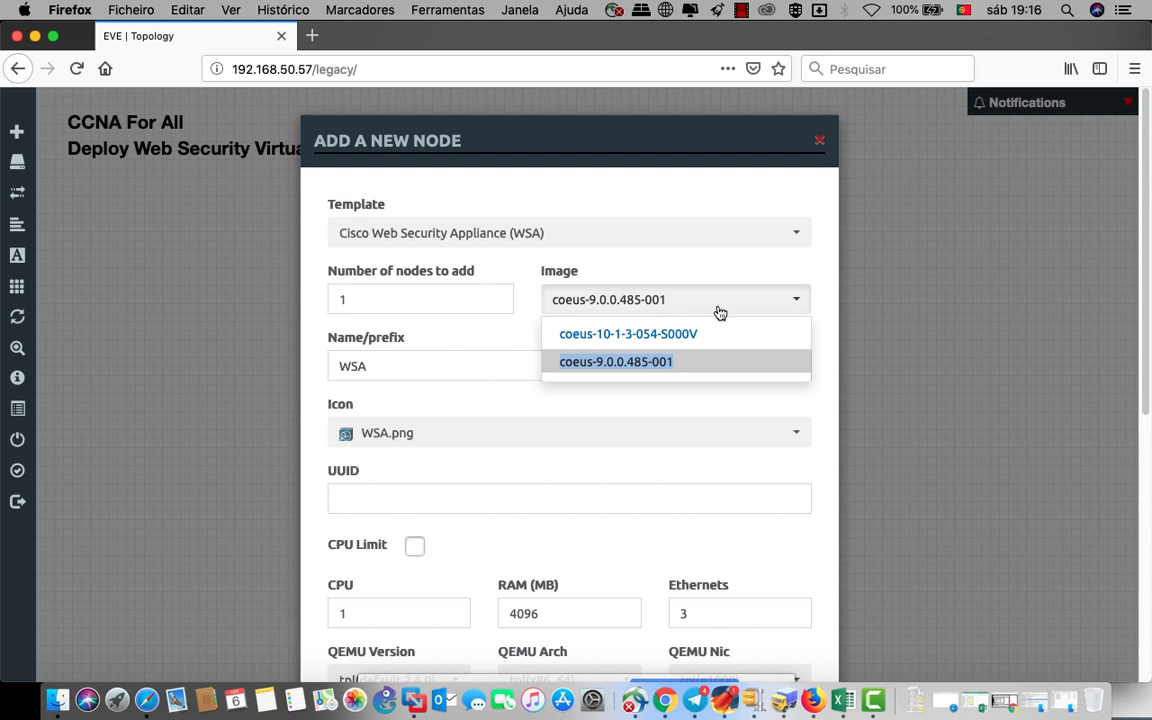 Firefox Ficheiro Editar Ver Histórico Marcadores Ferramentas Janela Ajuda 100% sáb 19:16
EVE | Topology
192.168.50.57/legacy/ Pesquisar
CCNA For All
Deploy Web Security Virtua
Notifications
ADD A NEW NODE
Template
Cisco Web Security Appliance (WSA)
Number of nodes to add Image
1 coeus-9.0.0.485-001
coeus-10-1-3-054-S000V
Name/prefix
WSA coeus-9.0.0.485-001
Icon
WSA.png
UUID
CPU Limit
CPU RAM (MB) Ethernets
1 4096 3
QEMU Version QEMU Arch QEMU Nic